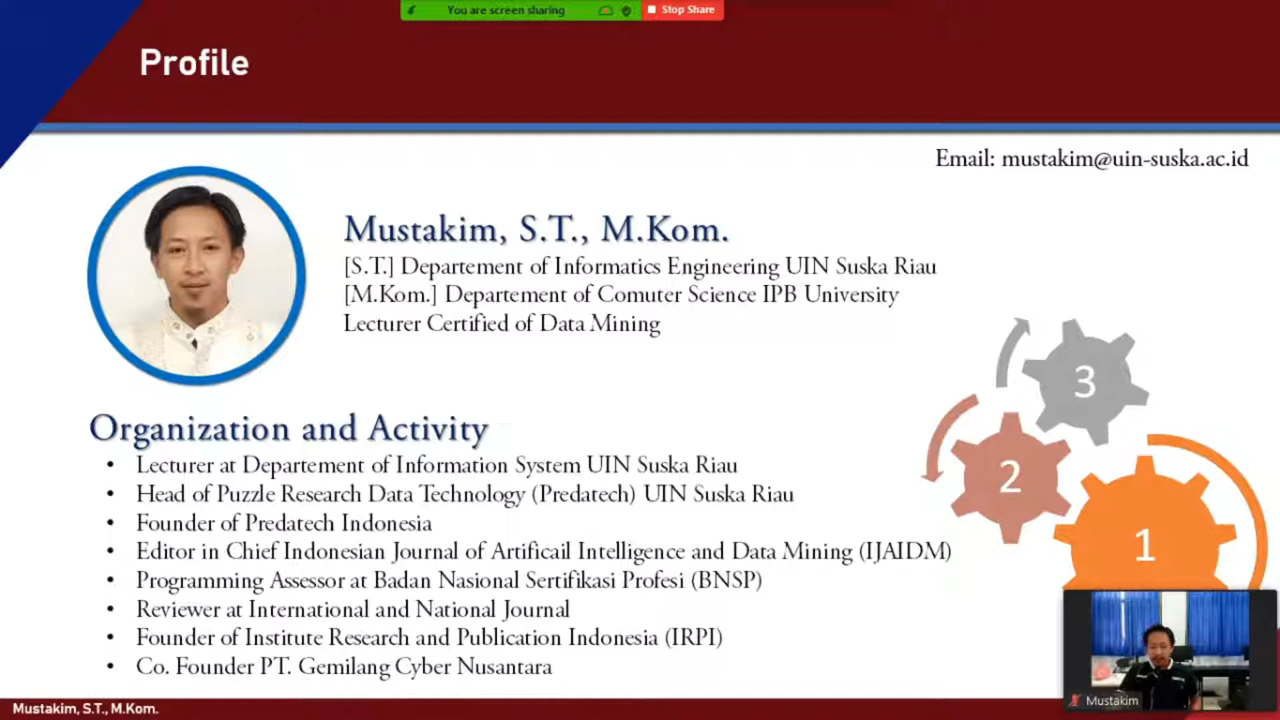 You are screen sharing
Stop Share
Profile
Email: mustakim@uin-suska.ac.id
Mustakim, S.T., M.Kom.
[S.T.] Departement of Informatics Engineering UIN Suska Riau
[M.Kom.] Departement of Comuter Science IPB University
Lecturer Certified of Data Mining
3
2
1
Organization and Activity
• Lecturer at Departement of Information System UIN Suska Riau
• Head of Puzzle Research Data Technology (Predatech) UIN Suska Riau
• Founder of Predatech Indonesia
• Editor in Chief Indonesian Journal of Artificail Intelligence and Data Mining (IJAIDM)
• Programming Assessor at Badan Nasional Sertifikasi Profesi (BNSP)
• Reviewer at International and National Journal
• Founder of Institute Research and Publication Indonesia (IRPI)
• Co. Founder PT. Gemilang Cyber Nusantara
Mustakim
Mustakim, S.T., M.Kom.